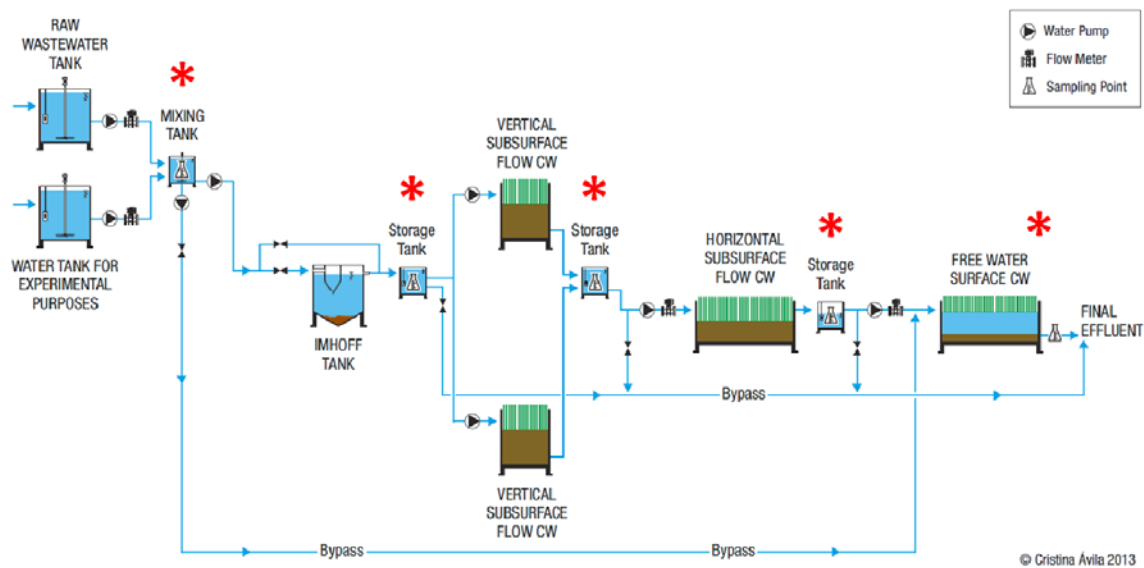 RAW
WASTEWATER
TANK
MIXING
TANK
WATER TANK FOR
EXPERIMENTAL
PURPOSES
IMHOFF
TANK
Storage
Tank
VERTICAL
SUBSURFACE
FLOW CW
Storage
Tank
VERTICAL
SUBSURFACE
FLOW CW
HORIZONTAL
SUBSURFACE
FLOW CW
Storage
Tank
FREE WATER
SURFACE CW
FINAL
EFFLUENT
Bypass
Bypass
Bypass
Water Pump
Flow Meter
Sampling Point
© Cristina Ávila 2013